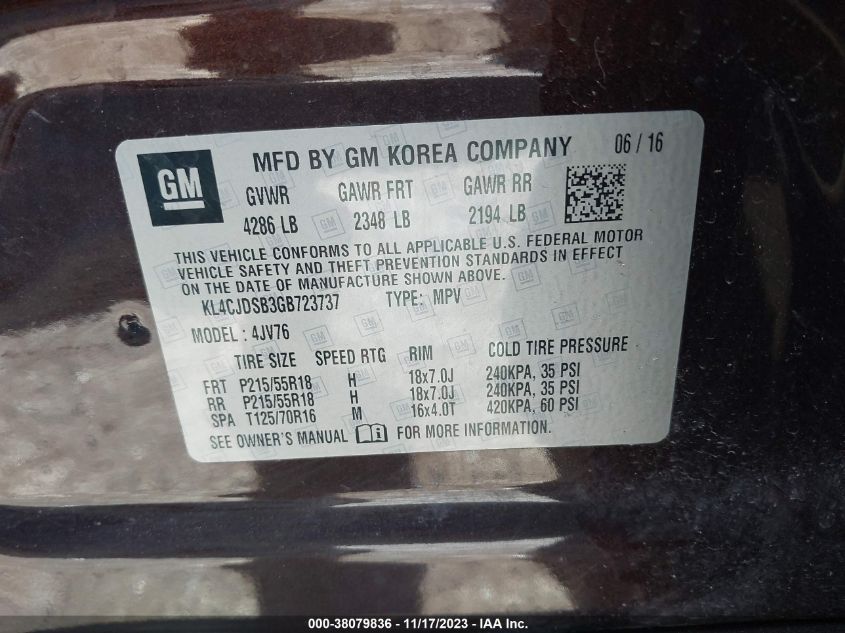 GM
MFD BY GM KOREA COMPANY 06 / 16
GVWR GAWR FRT GAWR RR
4286 LB 2348 LB 2194 LB
THIS VEHICLE CONFORMS TO ALL APPLICABLE U.S. FEDERAL MOTOR
VEHICLE SAFETY AND THEFT PREVENTION STANDARDS IN EFFECT
ON THE DATE OF MANUFACTURE SHOWN ABOVE.
KL4CJDSB3GB723737 TYPE: MPV
MODEL : 4JV76
TIRE SIZE SPEED RTG RIM COLD TIRE PRESSURE
FRT P215/55R18 H 18x7.0J 240KPA, 35 PSI
RR P215/55R18 H 18x7.0J 240KPA, 35 PSI
SPA T125/70R16 M 16x4.0T 420KPA, 60 PSI
SEE OWNER'S MANUAL FOR MORE INFORMATION.
000-38079836 - 11/17/2023 - IAA Inc.